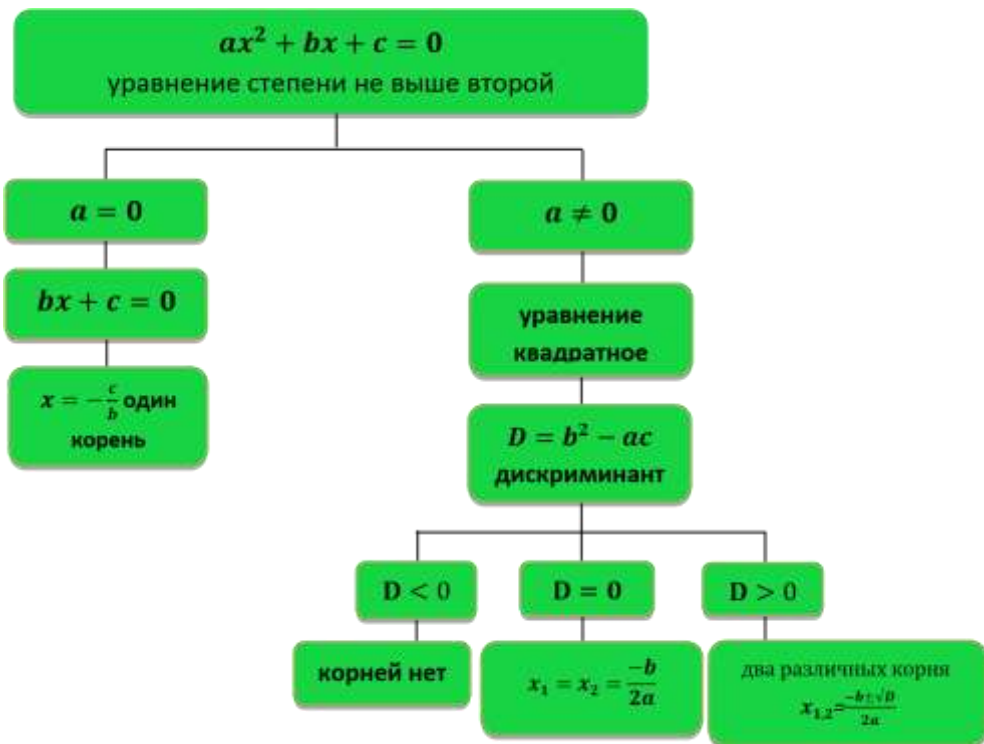 ax² + bx + c = 0
уравнение степени не выше второй
a = 0
bx + c = 0
x = −c/b один
корень
a ≠ 0
уравнение
квадратное
D = b² − ac
дискриминант
D < 0
корней нет
D = 0
x₁ = x₂ = −b/2a
D > 0
два различных корня
x₁,₂= −b±√D/2a